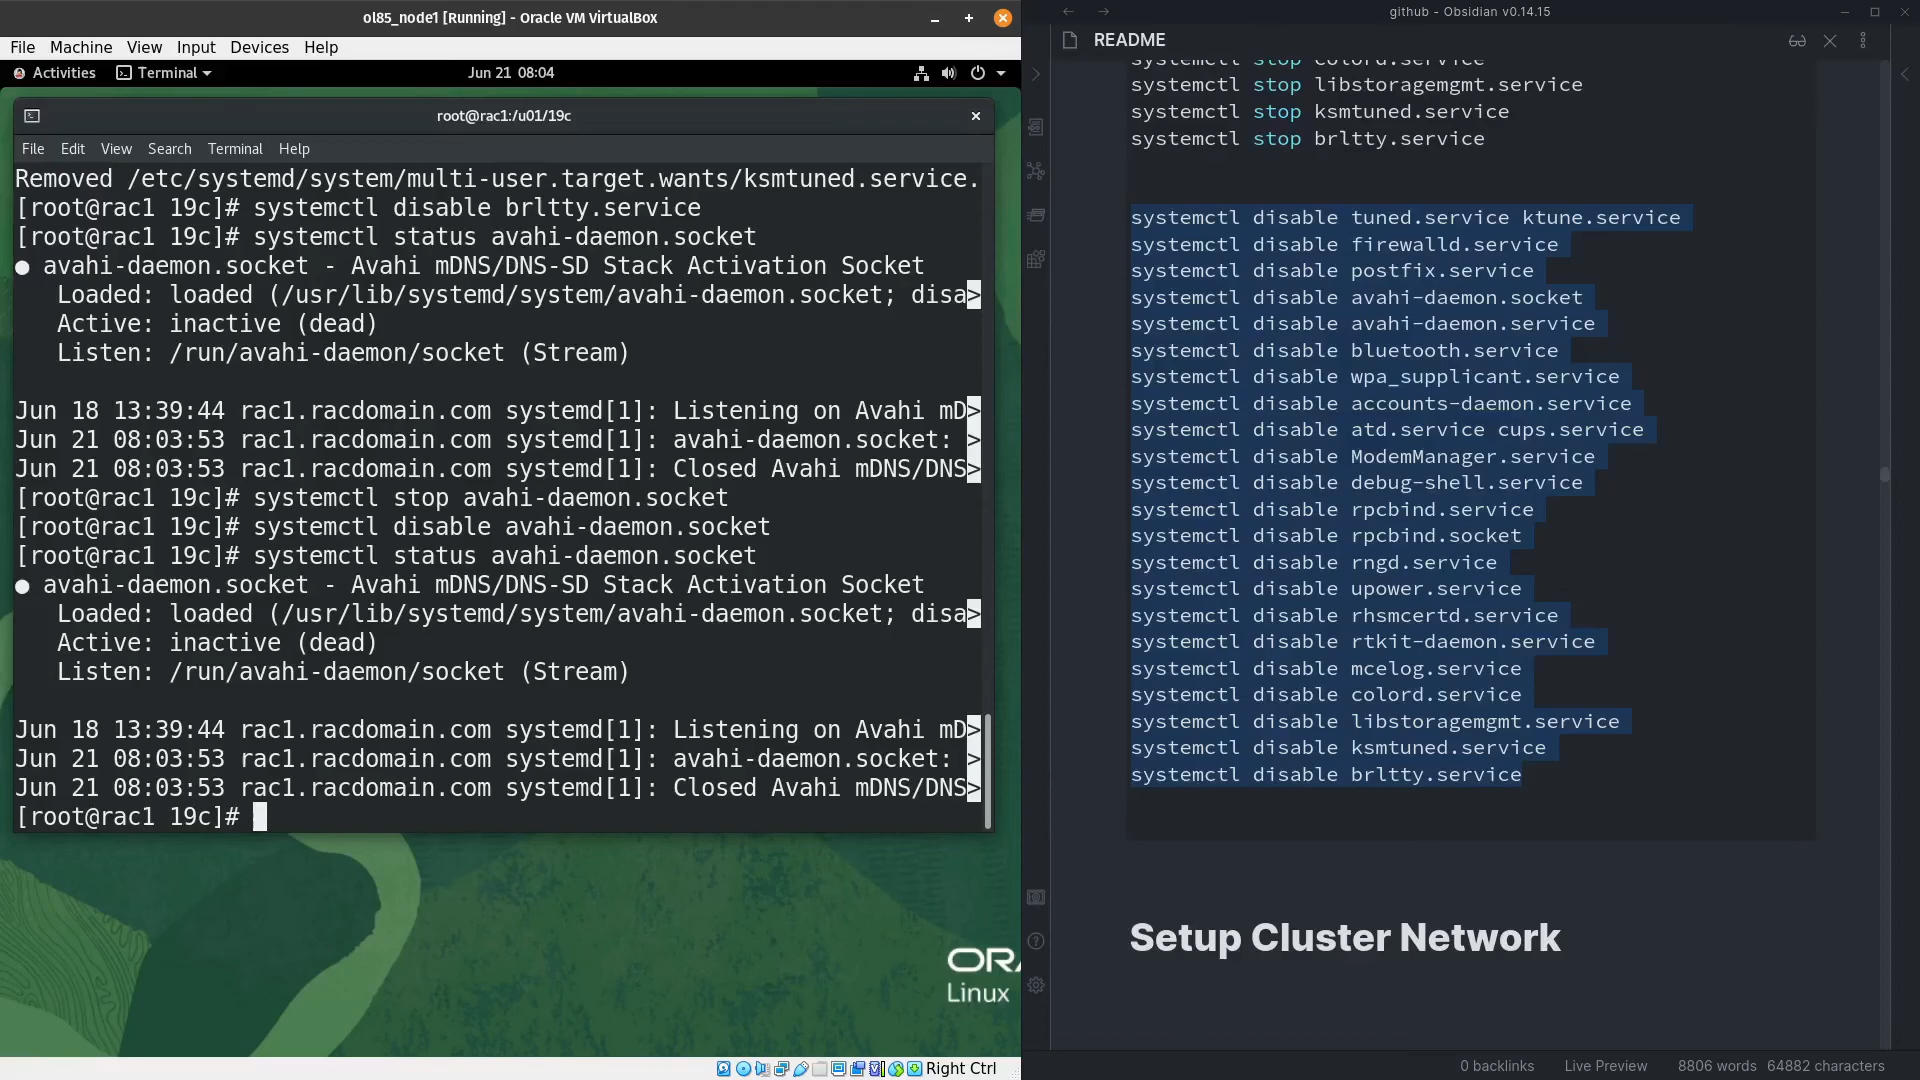 ol85_node1 [Running] - Oracle VM VirtualBox
File Machine View Input Devices Help
Activities Terminal Jun 21 08:04
root@rac1:/u01/19c
File Edit View Search Terminal Help
Removed /etc/systemd/system/multi-user.target.wants/ksmtuned.service.
[root@rac1 19c]# systemctl disable brltty.service
[root@rac1 19c]# systemctl status avahi-daemon.socket
● avahi-daemon.socket - Avahi mDNS/DNS-SD Stack Activation Socket
Loaded: loaded (/usr/lib/systemd/system/avahi-daemon.socket; disa>
Active: inactive (dead)
Listen: /run/avahi-daemon/socket (Stream)
Jun 18 13:39:44 rac1.racdomain.com systemd[1]: Listening on Avahi mD>
Jun 21 08:03:53 rac1.racdomain.com systemd[1]: avahi-daemon.socket: >
Jun 21 08:03:53 rac1.racdomain.com systemd[1]: Closed Avahi mDNS/DNS>
[root@rac1 19c]# systemctl stop avahi-daemon.socket
[root@rac1 19c]# systemctl disable avahi-daemon.socket
[root@rac1 19c]# systemctl status avahi-daemon.socket
● avahi-daemon.socket - Avahi mDNS/DNS-SD Stack Activation Socket
Loaded: loaded (/usr/lib/systemd/system/avahi-daemon.socket; disa>
Active: inactive (dead)
Listen: /run/avahi-daemon/socket (Stream)
Jun 18 13:39:44 rac1.racdomain.com systemd[1]: Listening on Avahi mD>
Jun 21 08:03:53 rac1.racdomain.com systemd[1]: avahi-daemon.socket: >
Jun 21 08:03:53 rac1.racdomain.com systemd[1]: Closed Avahi mDNS/DNS>
[root@rac1 19c]#
ORA
Linux
Right Ctrl
github - Obsidian v0.14.15
README
systemctl stop colord.service
systemctl stop libstoragemgmt.service
systemctl stop ksmtuned.service
systemctl stop brltty.service
systemctl disable tuned.service ktune.service
systemctl disable firewalld.service
systemctl disable postfix.service
systemctl disable avahi-daemon.socket
systemctl disable avahi-daemon.service
systemctl disable bluetooth.service
systemctl disable wpa_supplicant.service
systemctl disable accounts-daemon.service
systemctl disable atd.service cups.service
systemctl disable ModemManager.service
systemctl disable debug-shell.service
systemctl disable rpcbind.service
systemctl disable rpcbind.socket
systemctl disable rngd.service
systemctl disable upower.service
systemctl disable rhsmcertd.service
systemctl disable rtkit-daemon.service
systemctl disable mcelog.service
systemctl disable colord.service
systemctl disable libstoragemgmt.service
systemctl disable ksmtuned.service
systemctl disable brltty.service
Setup Cluster Network
0 backlinks Live Preview 8806 words 64882 characters